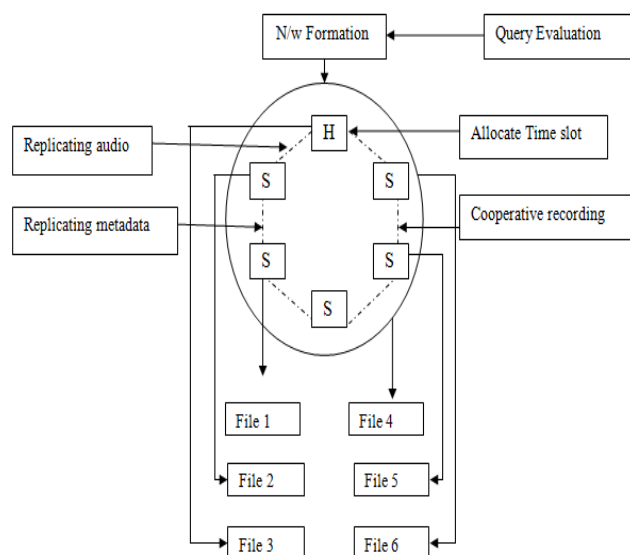 N/w Formation
Query Evaluation
H
Replicating audio
Allocate Time slot
S
S
Replicating metadata
Cooperative recording
S
S
S
File 1
File 4
File 2
File 5
File 3
File 6